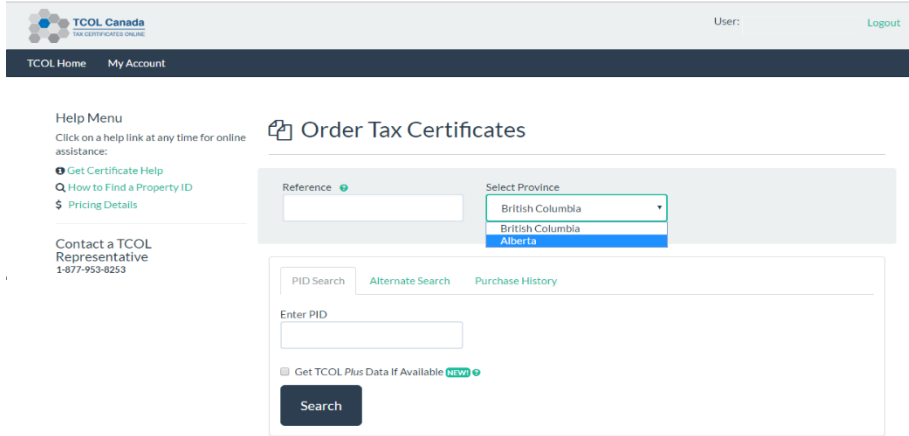 TCOL Canada
TAX CERTIFICATES ONLINE
User:
Logout
TCOL Home My Account
Help Menu
Click on a help link at any time for online
assistance:
Get Certificate Help
How to Find a Property ID
$ Pricing Details
Contact a TCOL
Representative
1-877-953-8253
Order Tax Certificates
Reference
Select Province
British Columbia
British Columbia
Alberta
PID Search Alternate Search Purchase History
Enter PID
Get TCOL Plus Data If Available NEW!
Search